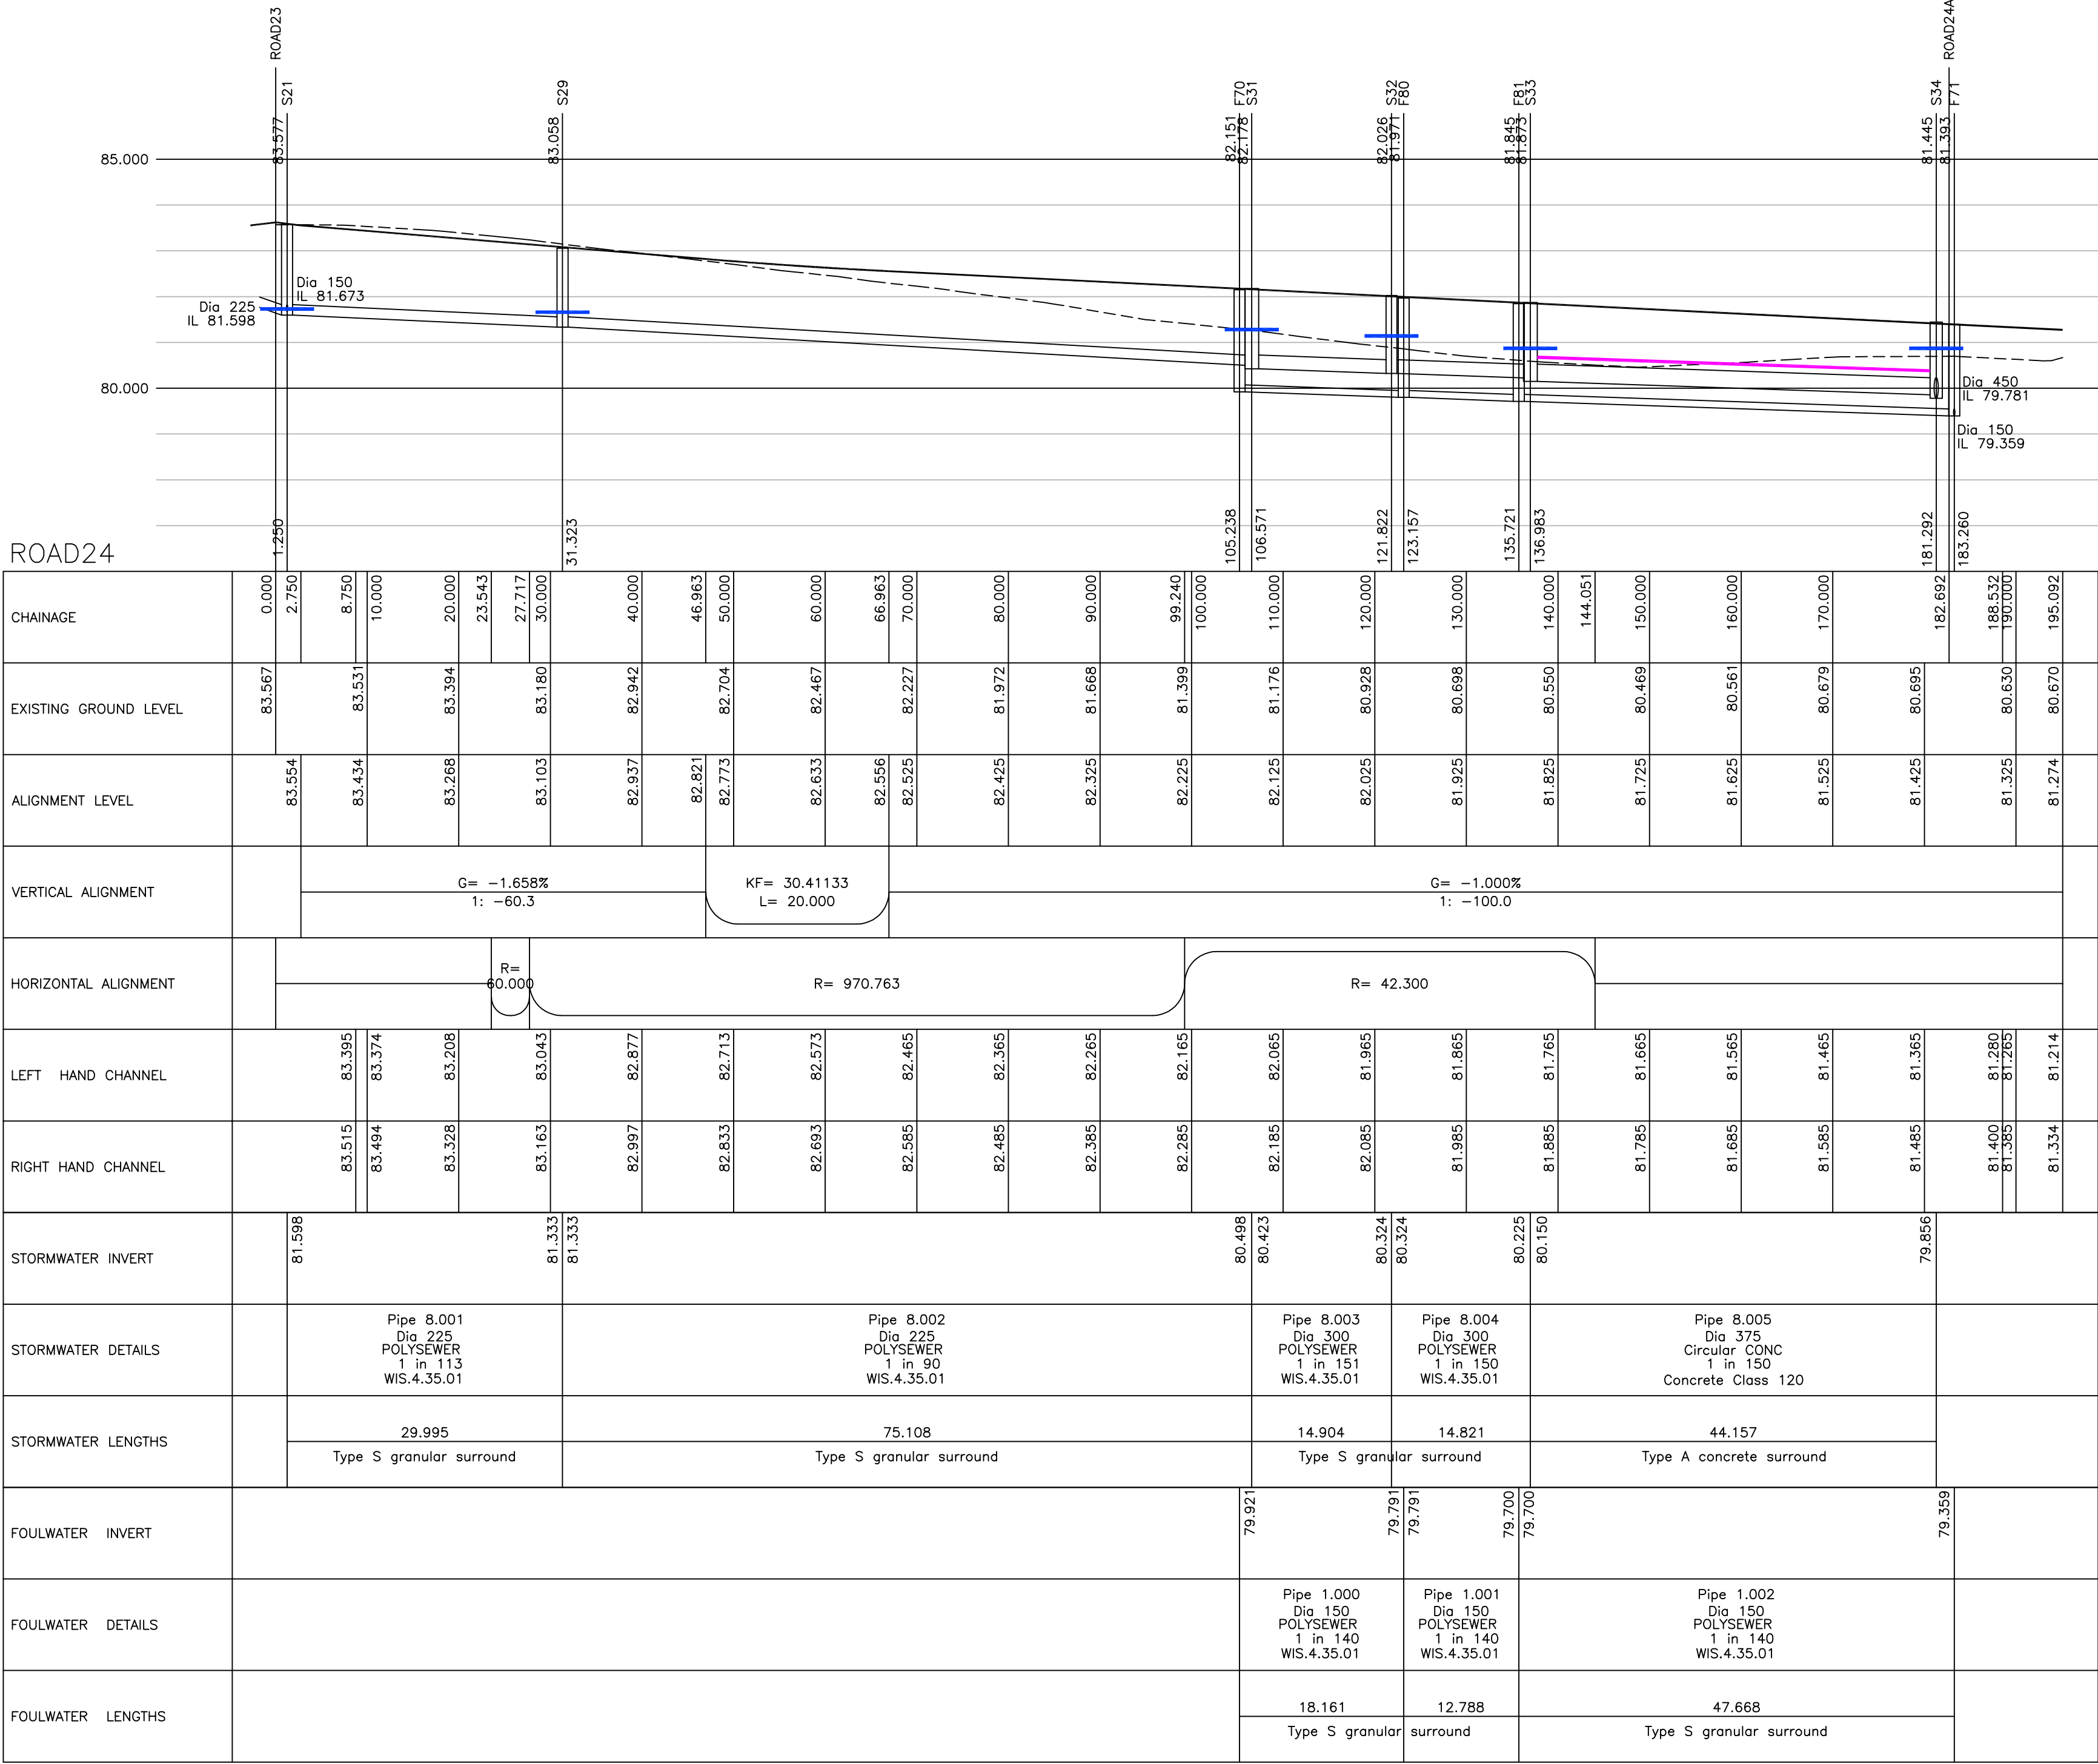 ROAD23
S21
S29
F70
S31
S32
F80
F81
S33
S34
ROAD24A
F71
83.577
83.058
82.151
82.178
82.026
81.971
81.845
81.873
81.445
81.393
85.000
80.000
Dia 150
IL 81.673
Dia 225
IL 81.598
Dia 450
IL 79.781
Dia 150
IL 79.359
1.250
31.323
105.238
106.571
121.822
123.157
135.721
136.983
181.292
183.260
ROAD24
CHAINAGE
0.000 2.750 8.750 10.000 20.000 23.543 27.717 30.000 40.000 46.963 50.000 60.000 66.963 70.000 80.000 90.000 99.240 100.000 110.000 120.000 130.000 140.000 144.051 150.000 160.000 170.000 182.692 188.532 190.000 195.092
EXISTING GROUND LEVEL
83.567 83.531 83.394 83.180 82.942 82.704 82.467 82.227 81.972 81.668 81.399 81.176 80.928 80.698 80.550 80.469 80.561 80.679 80.695 80.630 80.670
ALIGNMENT LEVEL
83.554 83.434 83.268 83.103 82.937 82.821 82.773 82.633 82.556 82.525 82.425 82.325 82.225 82.125 82.025 81.925 81.825 81.725 81.625 81.525 81.425 81.325 81.274
VERTICAL ALIGNMENT
G= -1.658%
1: -60.3
KF= 30.41133
L= 20.000
G= -1.000%
1: -100.0
HORIZONTAL ALIGNMENT
R=
60.000
R= 970.763
R= 42.300
LEFT HAND CHANNEL
83.395 83.374 83.208 83.043 82.877 82.713 82.573 82.465 82.365 82.265 82.165 82.065 81.965 81.865 81.765 81.665 81.565 81.465 81.365 81.280 81.265 81.214
RIGHT HAND CHANNEL
83.515 83.494 83.328 83.163 82.997 82.833 82.693 82.585 82.485 82.385 82.285 82.185 82.085 81.985 81.885 81.785 81.685 81.585 81.485 81.400 81.385 81.334
STORMWATER INVERT
81.598 81.333 81.333 80.498 80.423 80.324 80.324 80.225 80.150 79.856
STORMWATER DETAILS
Pipe 8.001
Dia 225
POLYSEWER
1 in 113
WIS.4.35.01
Pipe 8.002
Dia 225
POLYSEWER
1 in 90
WIS.4.35.01
Pipe 8.003
Dia 300
POLYSEWER
1 in 151
WIS.4.35.01
Pipe 8.004
Dia 300
POLYSEWER
1 in 150
WIS.4.35.01
Pipe 8.005
Dia 375
Circular CONC
1 in 150
Concrete Class 120
STORMWATER LENGTHS
29.995
Type S granular surround
75.108
Type S granular surround
14.904 14.821
Type S granular surround
44.157
Type A concrete surround
FOULWATER INVERT
79.921 79.791 79.791 79.700 79.700 79.359
FOULWATER DETAILS
Pipe 1.000
Dia 150
POLYSEWER
1 in 140
WIS.4.35.01
Pipe 1.001
Dia 150
POLYSEWER
1 in 140
WIS.4.35.01
Pipe 1.002
Dia 150
POLYSEWER
1 in 140
WIS.4.35.01
FOULWATER LENGTHS
18.161 12.788
Type S granular surround
47.668
Type S granular surround